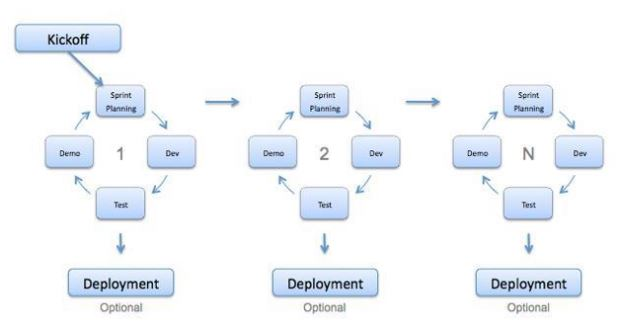 Kickoff
Sprint
Planning
Demo
1
Dev
Test
Deployment
Optional
Sprint
Planning
Demo
2
Dev
Test
Deployment
Optional
Sprint
Planning
Demo
N
Dev
Test
Deployment
Optional